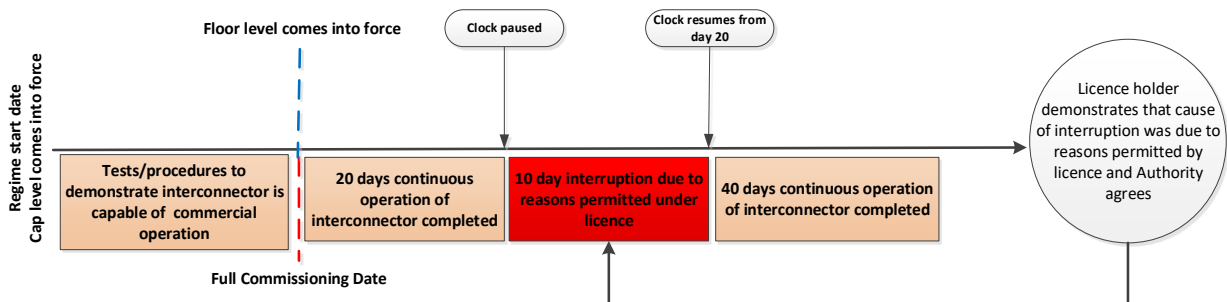 Regime start date
Cap level comes into force
Floor level comes into force
Clock paused
Clock resumes from
day 20
Tests/procedures to
demonstrate interconnector is
capable of commercial
operation
20 days continuous
operation of
interconnector completed
10 day interruption due to
reasons permitted under
licence
40 days continuous operation
of interconnector completed
Licence holder
demonstrates that cause
of interruption was due to
reasons permitted by
licence and Authority
agrees
Full Commissioning Date